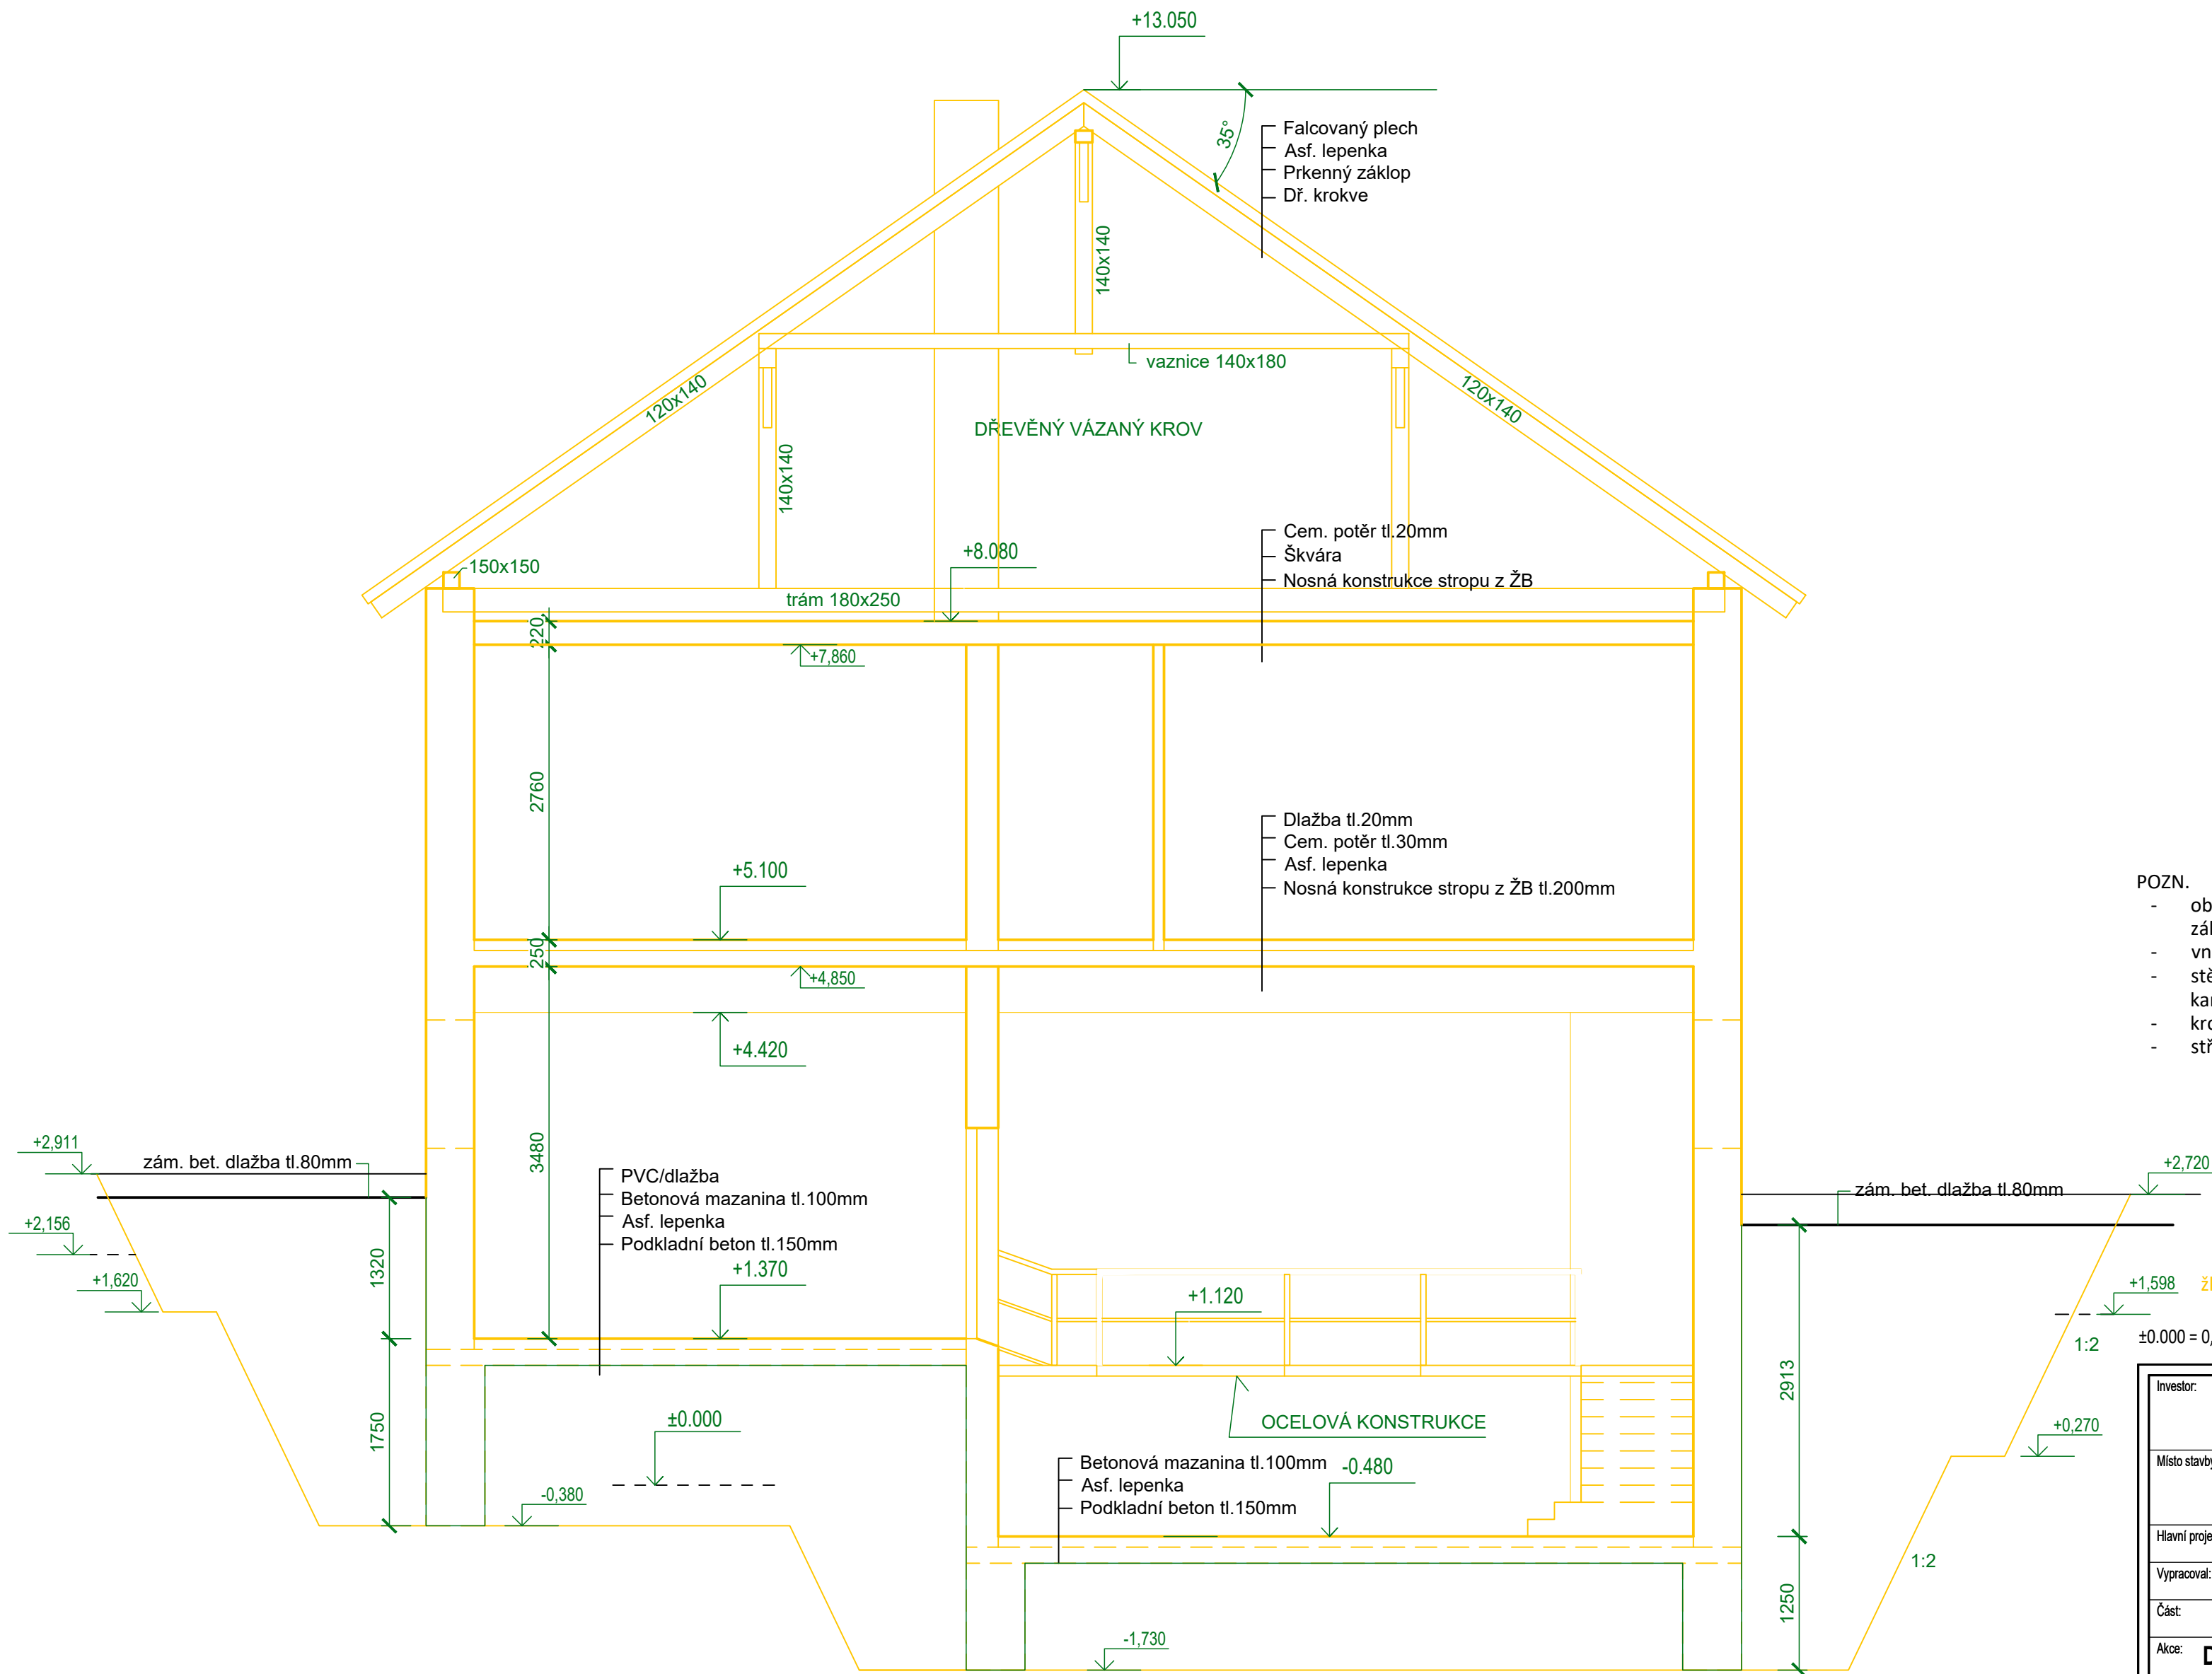 +13.050
35°
Falcovaný plech
Asf. lepenka
Prkenný záklop
Dř. krokve
140x140
vaznice 140x180
120x140
120x140
DŘEVĚNÝ VÁZANÝ KROV
140x140
Cem. potěr tl.20mm
Škvára
Nosná konstrukce stropu z ŽB
+8.080
150x150
trám 180x250
220
+7,860
2760
Dlažba tl.20mm
Cem. potěr tl.30mm
Asf. lepenka
Nosná konstrukce stropu z ŽB tl.200mm
+5.100
250
+4,850
+4.420
POZN.
-
-
-
-
-
3480
+2,911
zám. bet. dlažba tl.80mm
+2,720
zám. bet. dlažba tl.80mm
PVC/dlažba
Betonová mazanina tl.100mm
Asf. lepenka
Podkladní beton tl.150mm
+2,156
+1,620
1320
+1.370
+1.120
+1,598
±0.000 = 0,
1:2
2913
Investor:
1750
±0.000
OCELOVÁ KONSTRUKCE
+0,270
Betonová mazanina tl.100mm
Asf. lepenka
Podkladní beton tl.150mm
-0.480
-0,380
Místo stavby
Hlavní proje
1:2
Vypracoval:
1250
Část:
-1,730
Akce: